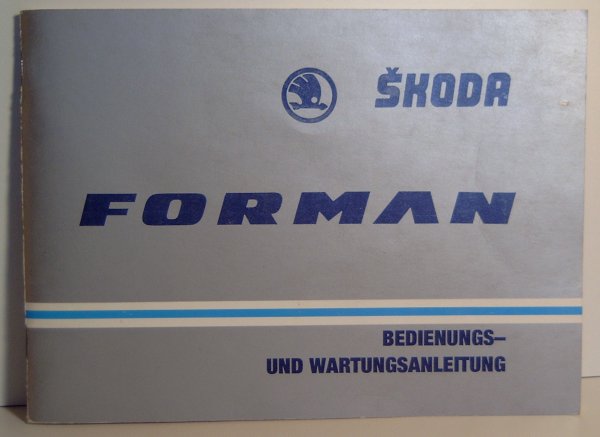 ŠKODA
FORMAN
BEDIENUNGS-
UND WARTUNGSANLEITUNG